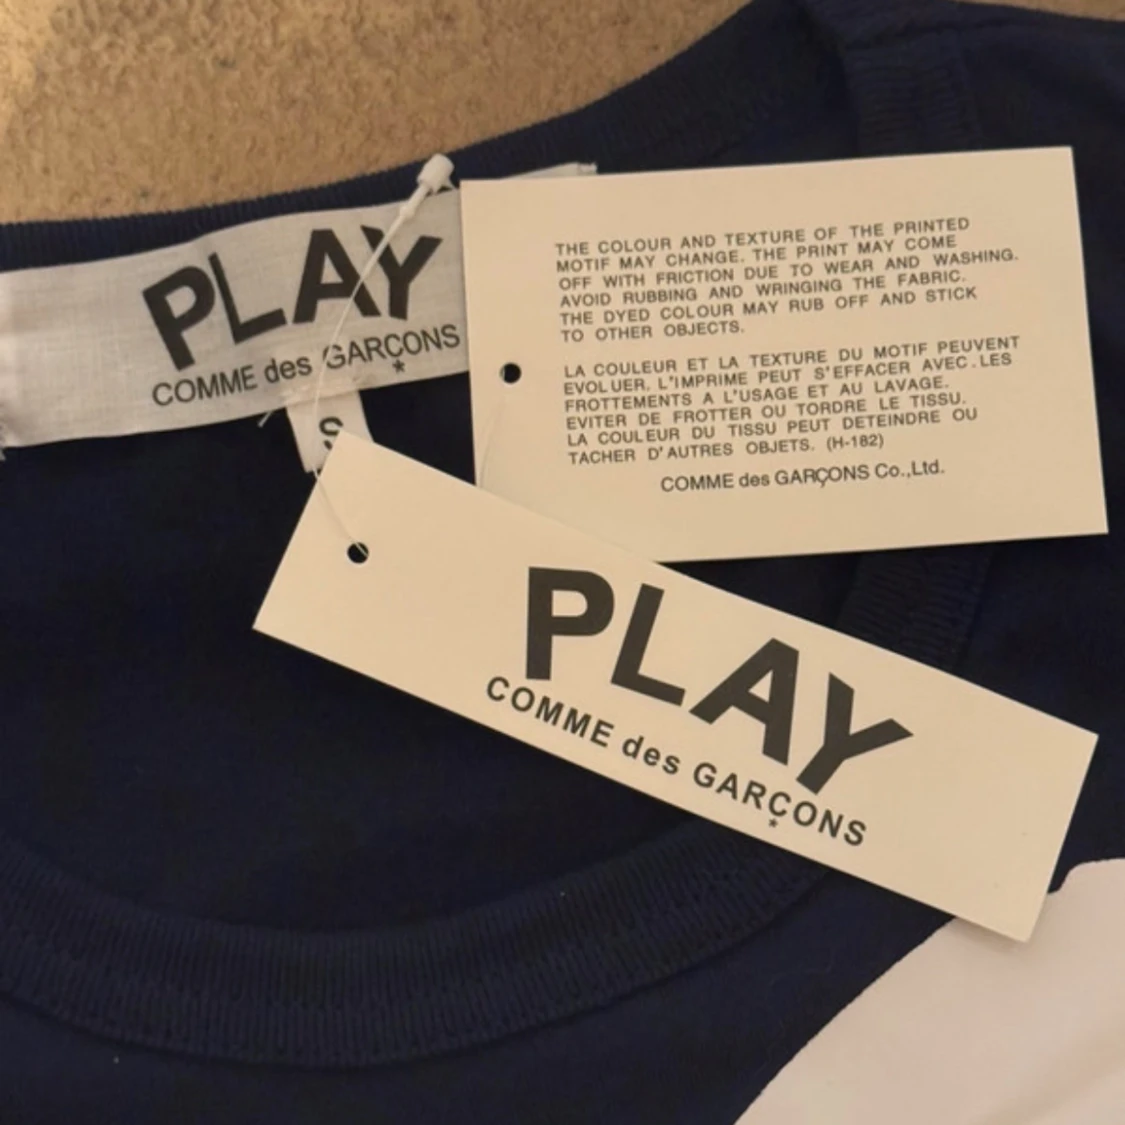 PLAY
COMME des GARÇONS
*
S
THE COLOUR AND TEXTURE OF THE PRINTED
MOTIF MAY CHANGE. THE PRINT MAY COME
OFF WITH FRICTION DUE TO WEAR AND WASHING.
AVOID RUBBING AND WRINGING THE FABRIC.
THE DYED COLOUR MAY RUB OFF AND STICK
TO OTHER OBJECTS.
LA COULEUR ET LA TEXTURE DU MOTIF PEUVENT
EVOLUER. L'IMPRIME PEUT S'EFFACER AVEC.LES
FROTTEMENTS A L'USAGE ET AU LAVAGE.
EVITER DE FROTTER OU TORDRE LE TISSU.
LA COULEUR DU TISSU PEUT DETEINDRE OU
TACHER D'AUTRES OBJETS. (H-182)
COMME des GARÇONS Co.,Ltd.
PLAY
COMME des GARÇONS
*